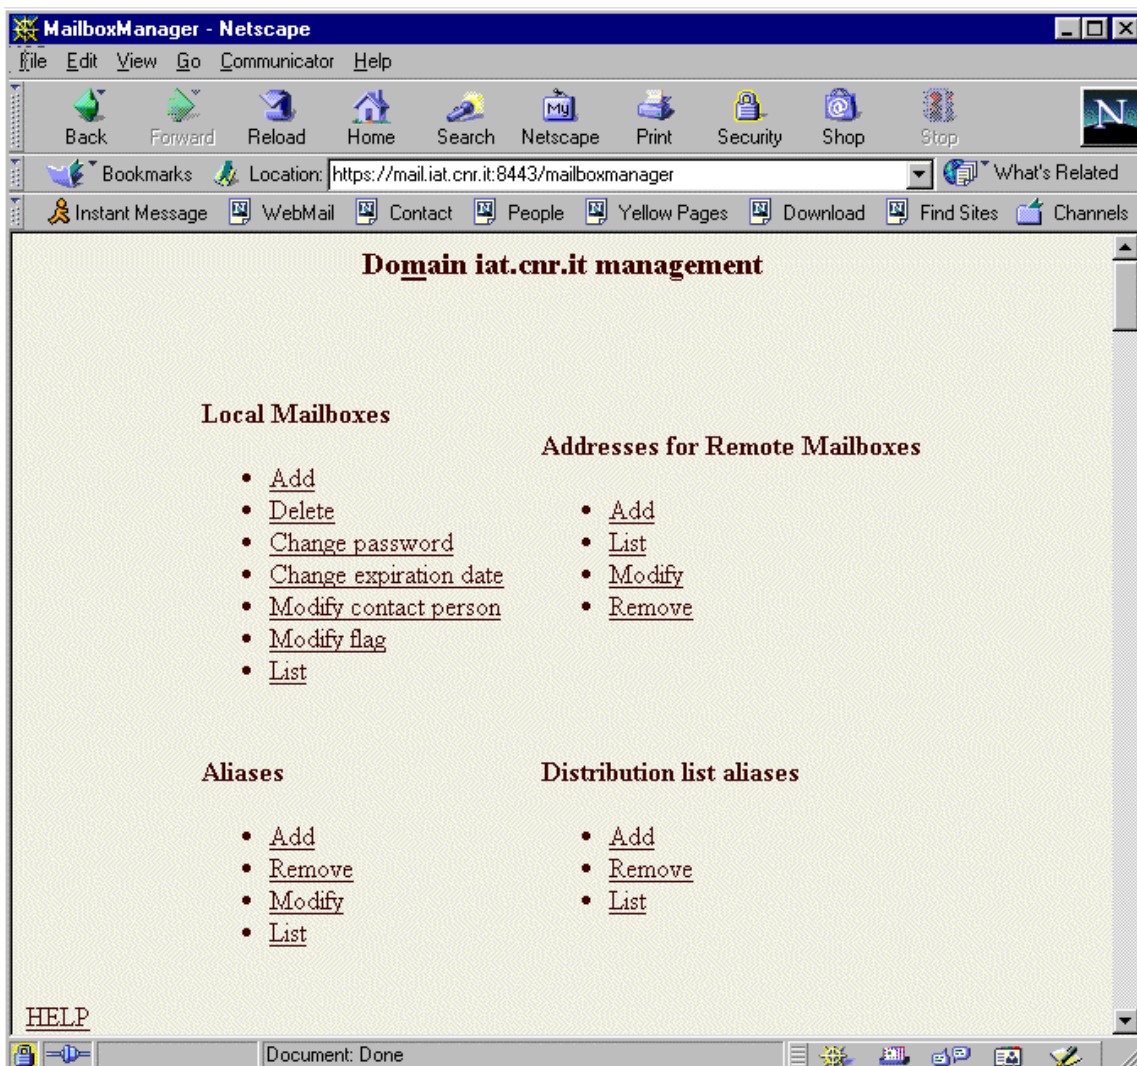 MailboxManager - Netscape
File Edit View Go Communicator Help
Back Forward Reload Home Search Netscape Print Security Shop Stop
Bookmarks Location: https://mail.iat.cnr.it:8443/mailboxmanager What's Related
Instant Message WebMail Contact People Yellow Pages Download Find Sites Channels
Domain iat.cnr.it management
Local Mailboxes
Add
Delete
Change password
Change expiration date
Modify contact person
Modify flag
List
Addresses for Remote Mailboxes
Add
List
Modify
Remove
Aliases
Add
Remove
Modify
List
Distribution list aliases
Add
Remove
List
HELP
Document: Done